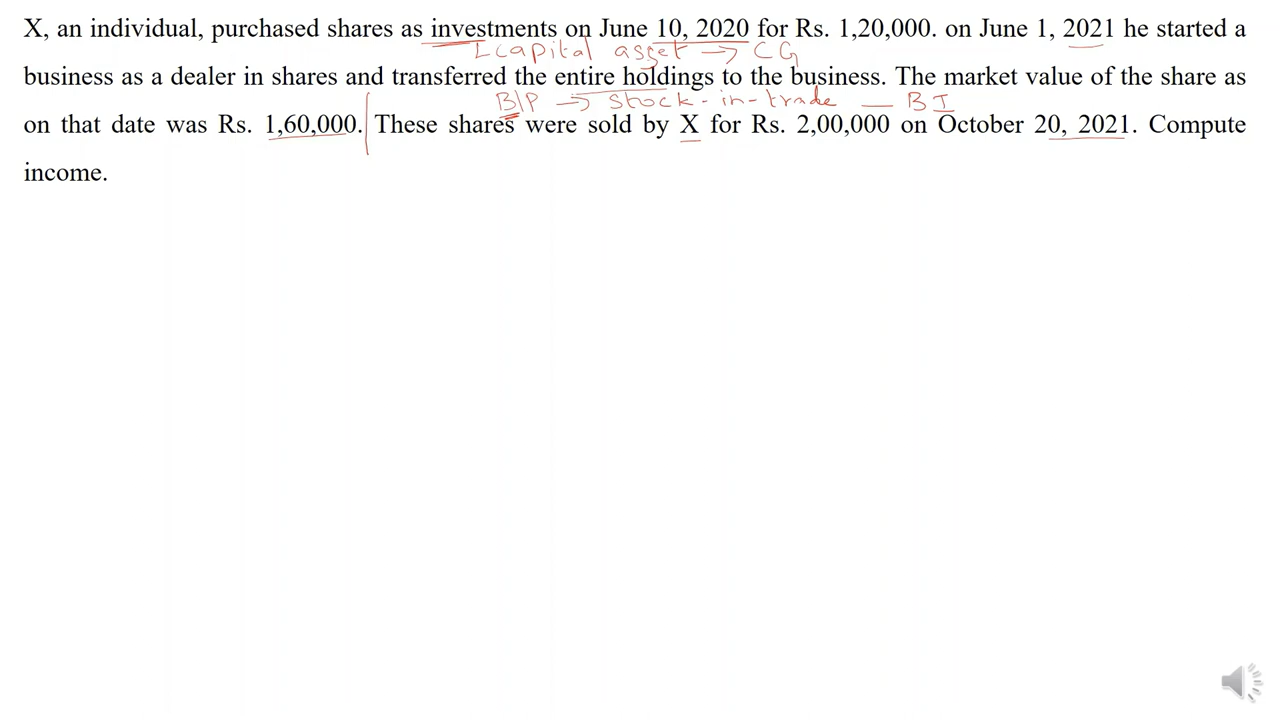 X, an individual, purchased shares as investments on June 10, 2020 for Rs. 1,20,000. on June 1, 2021 he started a
capital asset → CG
business as a dealer in shares and transferred the entire holdings to the business. The market value of the share as
B/P → stock-in-trade — BI
on that date was Rs. 1,60,000. These shares were sold by X for Rs. 2,00,000 on October 20, 2021. Compute
income.